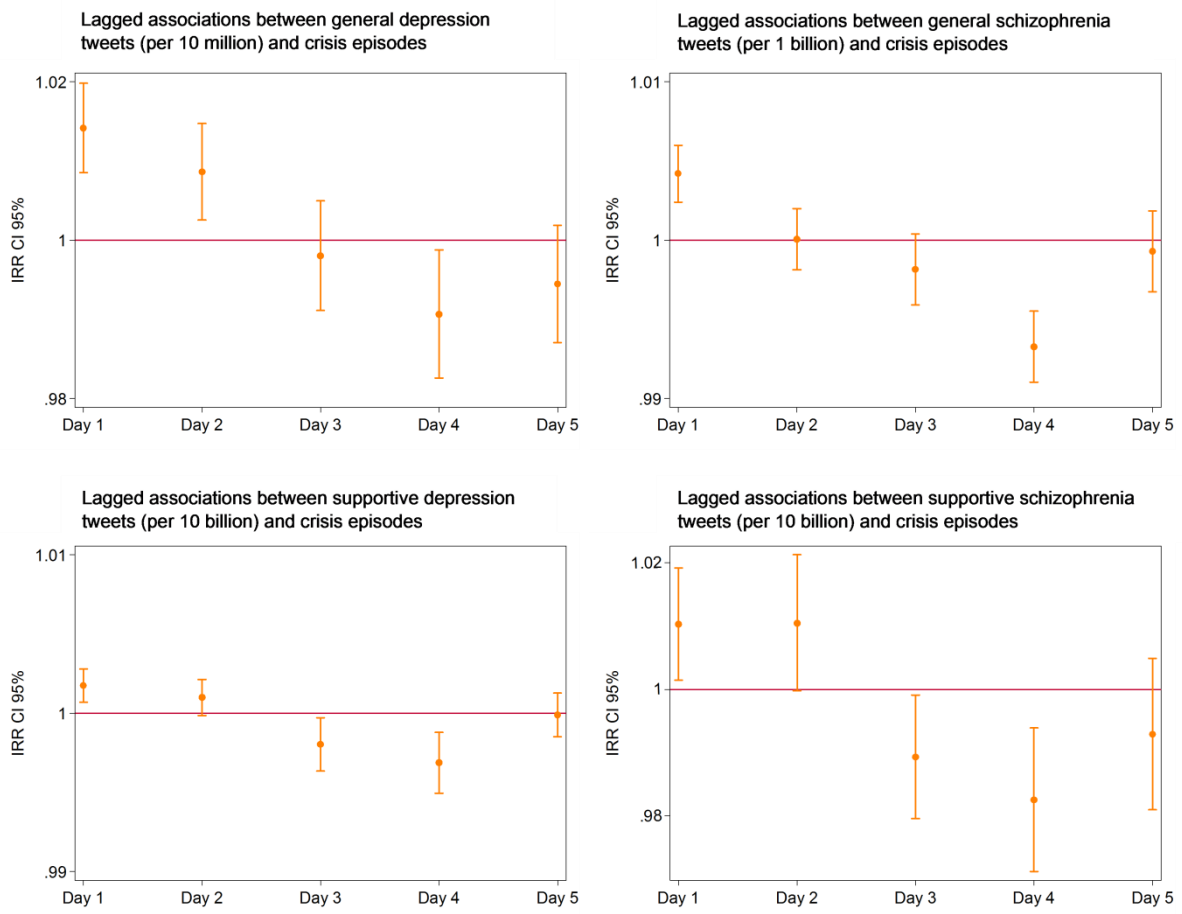 Lagged associations between general depression
tweets (per 10 million) and crisis episodes
1.02
1
.98
IRR CI 95%
Day 1 Day 2 Day 3 Day 4 Day 5
Lagged associations between general schizophrenia
tweets (per 1 billion) and crisis episodes
1.01
1
.99
IRR CI 95%
Day 1 Day 2 Day 3 Day 4 Day 5
Lagged associations between supportive depression
tweets (per 10 billion) and crisis episodes
1.01
1
.99
IRR CI 95%
Day 1 Day 2 Day 3 Day 4 Day 5
Lagged associations between supportive schizophrenia
tweets (per 10 billion) and crisis episodes
1.02
1
.98
IRR CI 95%
Day 1 Day 2 Day 3 Day 4 Day 5